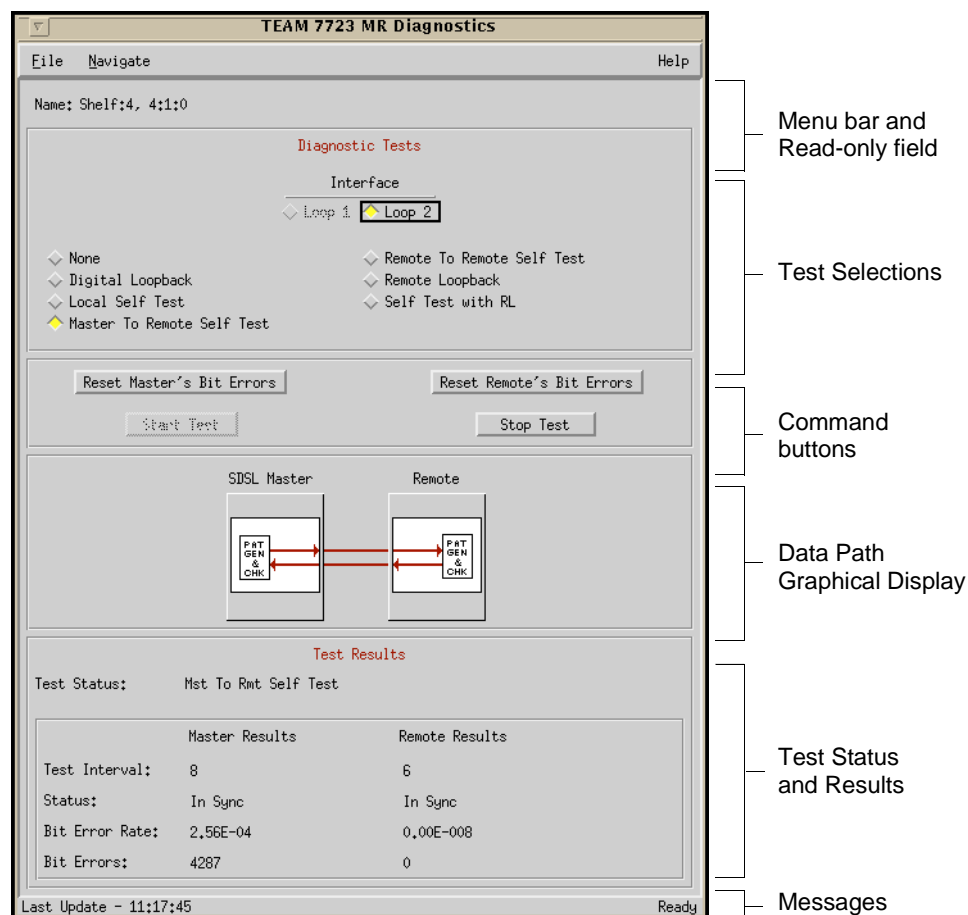 TEAM 7723 MR Diagnostics
File Navigate Help
Name: Shelf:4, 4:1:0
Menu bar and
Read-only field
Diagnostic Tests
Interface
Loop 1 Loop 2
None
Digital Loopback
Local Self Test
Master To Remote Self Test
Remote To Remote Self Test
Remote Loopback
Self Test with RL
Test Selections
Reset Master's Bit Errors Reset Remote's Bit Errors
Start Test Stop Test
Command
buttons
SDSL Master Remote
PAT
GEN
&
CHK
PAT
GEN
&
CHK
Data Path
Graphical Display
Test Results
Test Status: Mst To Rmt Self Test
Master Results Remote Results
Test Interval: 8 6
Status: In Sync In Sync
Bit Error Rate: 2.56E-04 0.00E-008
Bit Errors: 4287 0
Test Status
and Results
Last Update - 11:17:45 Ready
Messages